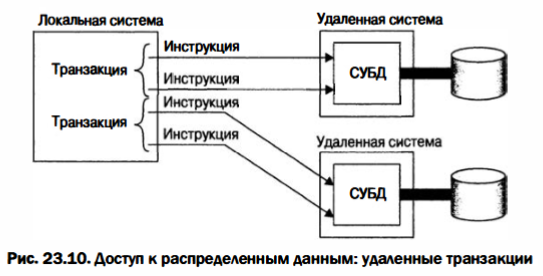 Локальная система
Удаленная система
Инструкция
Транзакция
СУБД
Инструкция
Инструкция
Транзакция
Инструкция
Удаленная система
СУБД
Рис. 23.10. Доступ к распределенным данным: удаленные транзакции